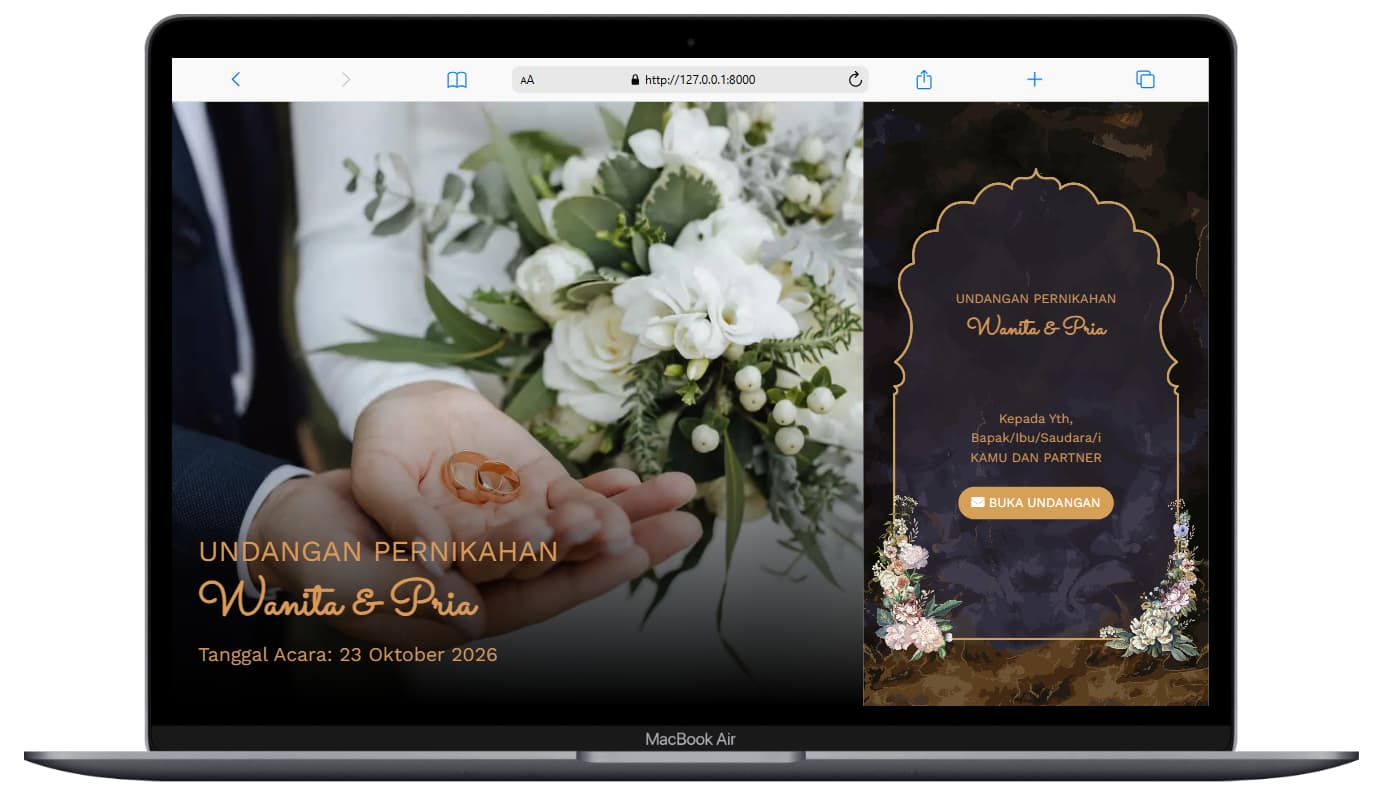 AA
http://127.0.0.1:8000
UNDANGAN PERNIKAHAN
Wanita & Pria
Tanggal Acara: 23 Oktober 2026
UNDANGAN PERNIKAHAN
Wanita & Pria
Kepada Yth,
Bapak/Ibu/Saudara/i
KAMU DAN PARTNER
BUKA UNDANGAN
MacBook Air